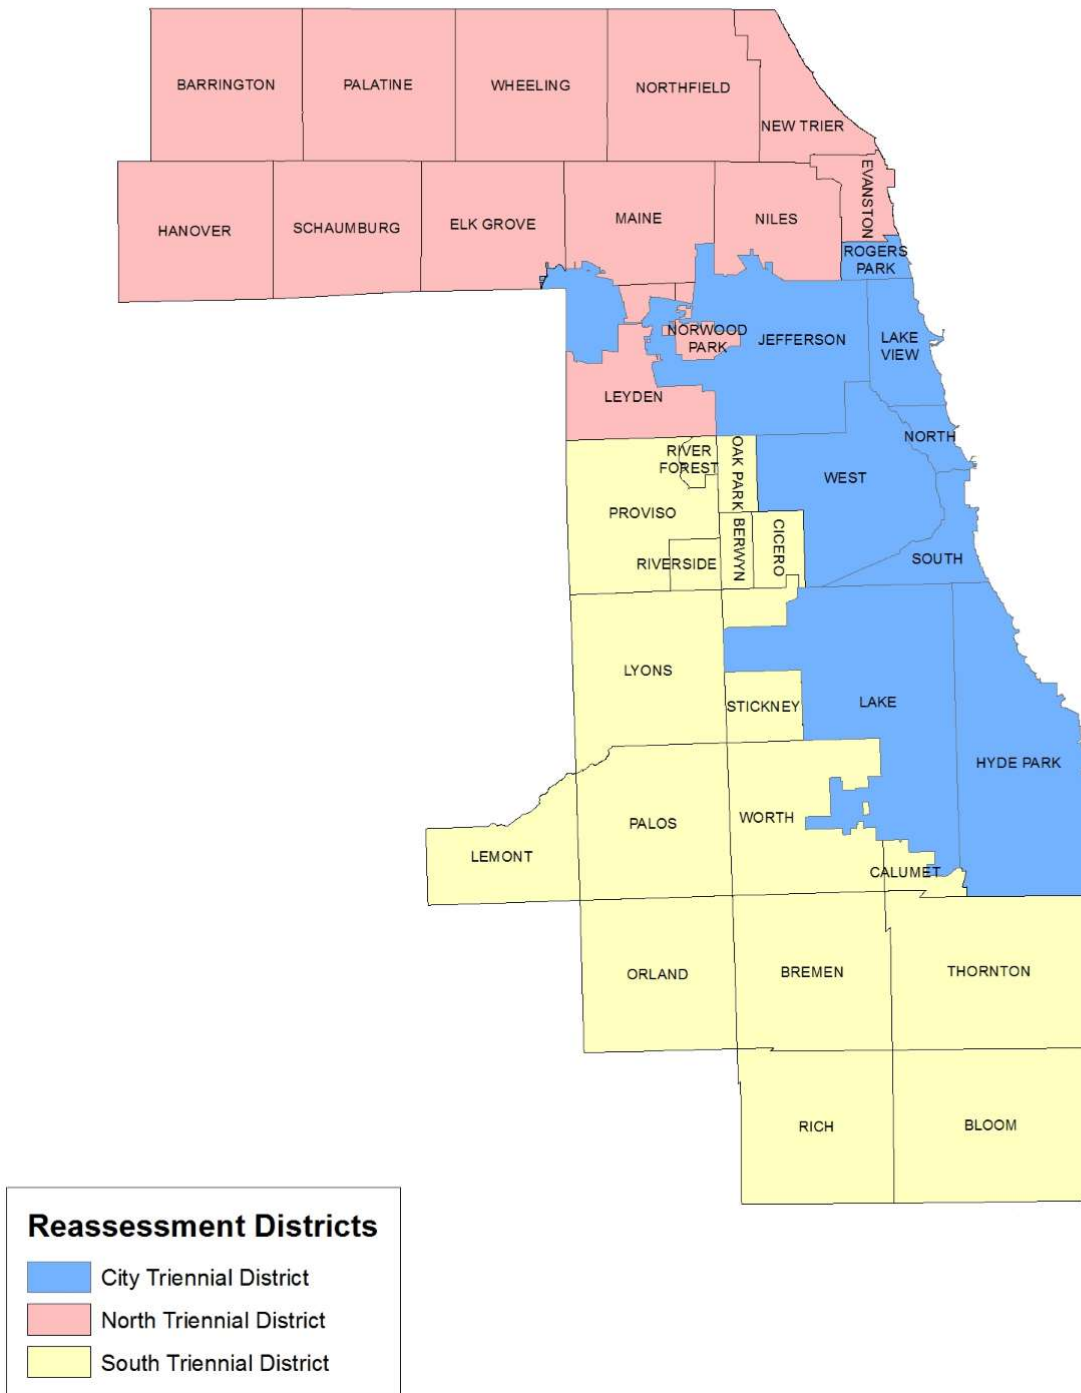 BARRINGTON
PALATINE
WHEELING
NORTHFIELD
NEW TRIER
EVANSTON
HANOVER
SCHAUMBURG
ELK GROVE
MAINE
NILES
ROGERS
PARK
NORWOOD
PARK
JEFFERSON
LAKE
VIEW
LEYDEN
NORTH
RIVER
FOREST
OAK PARK
WEST
PROVISO
BERWYN
CICERO
RIVERSIDE
SOUTH
LYONS
STICKNEY
LAKE
HYDE PARK
LEMONT
PALOS
WORTH
CALUMET
ORLAND
BREMEN
THORNTON
RICH
BLOOM
Reassessment Districts
City Triennial District
North Triennial District
South Triennial District